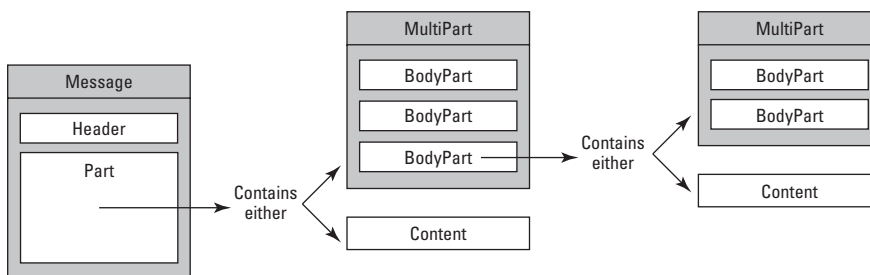 Message
Header
Part
Contains
either
MultiPart
BodyPart
BodyPart
BodyPart
Content
Contains
either
MultiPart
BodyPart
BodyPart
Content